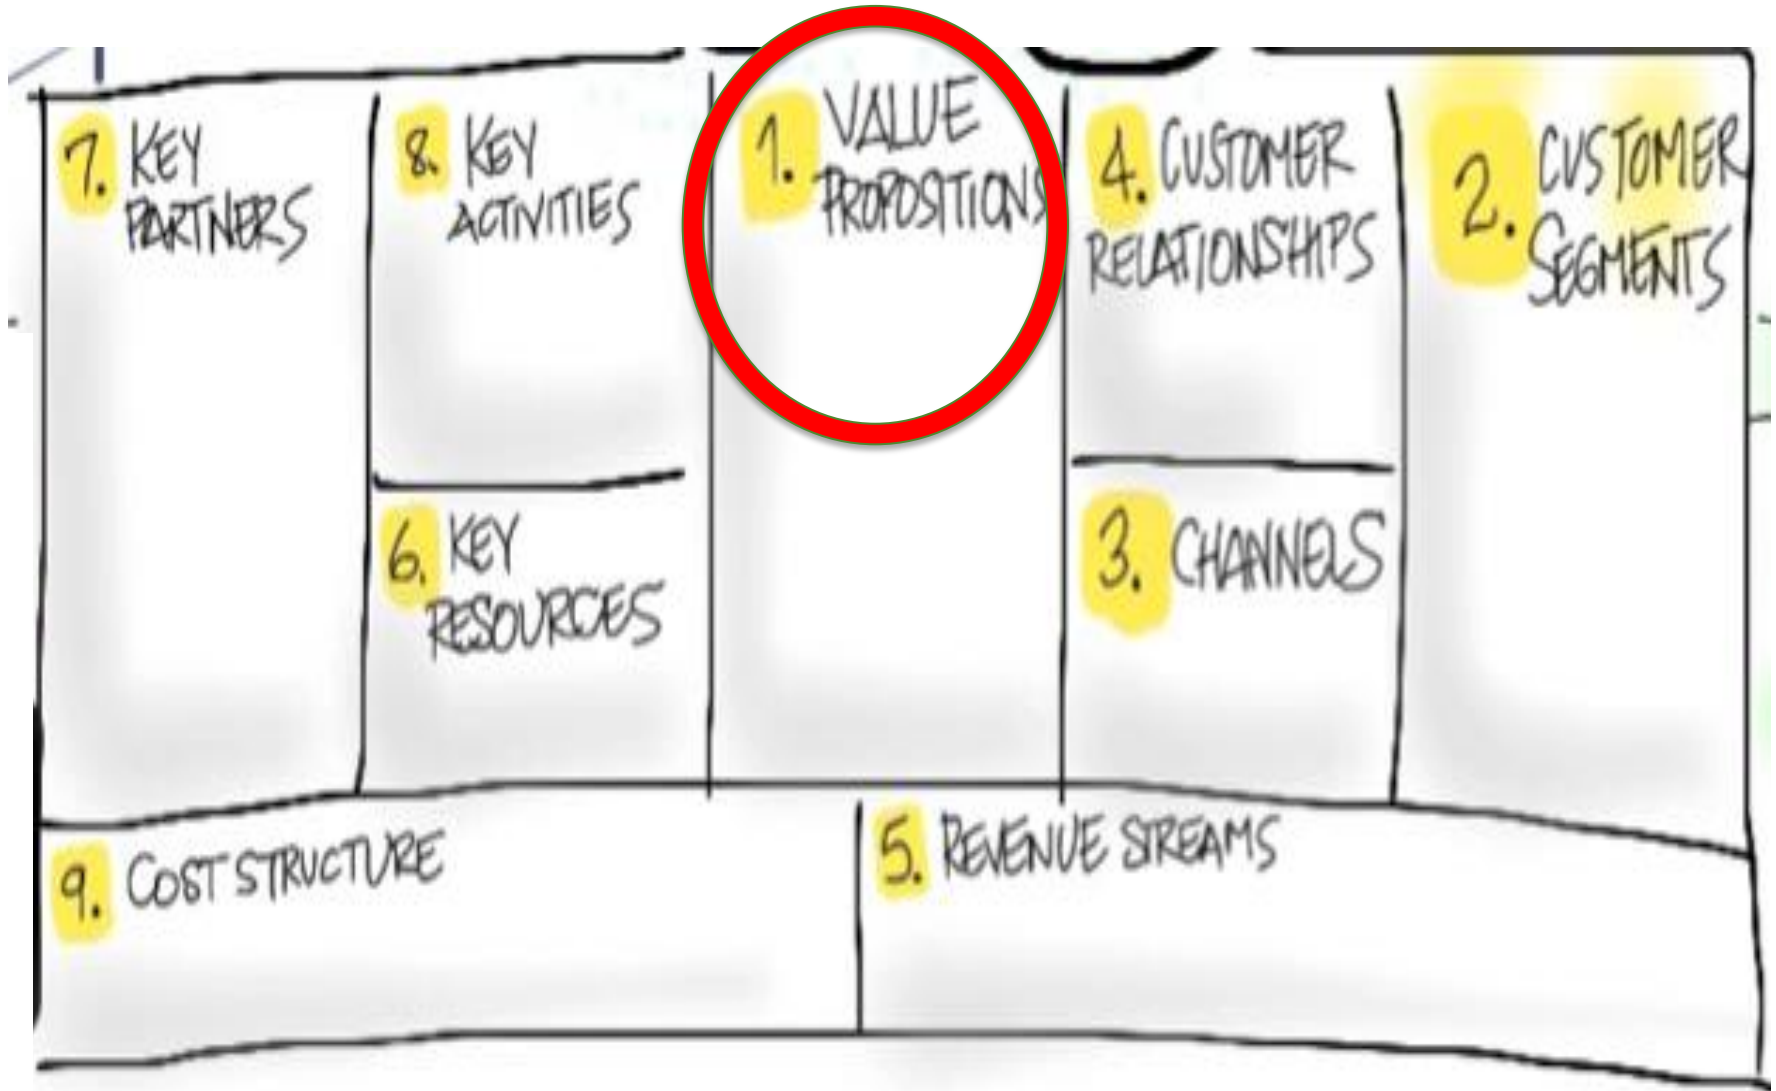 7. KEY
PARTNERS
8. KEY
ACTIVITIES
6. KEY
RESOURCES
1. VALUE
PROPOSITIONS
4. CUSTOMER
RELATIONSHIPS
3. CHANNELS
2. CUSTOMER
SEGMENTS
9. COST STRUCTURE
5. REVENUE STREAMS